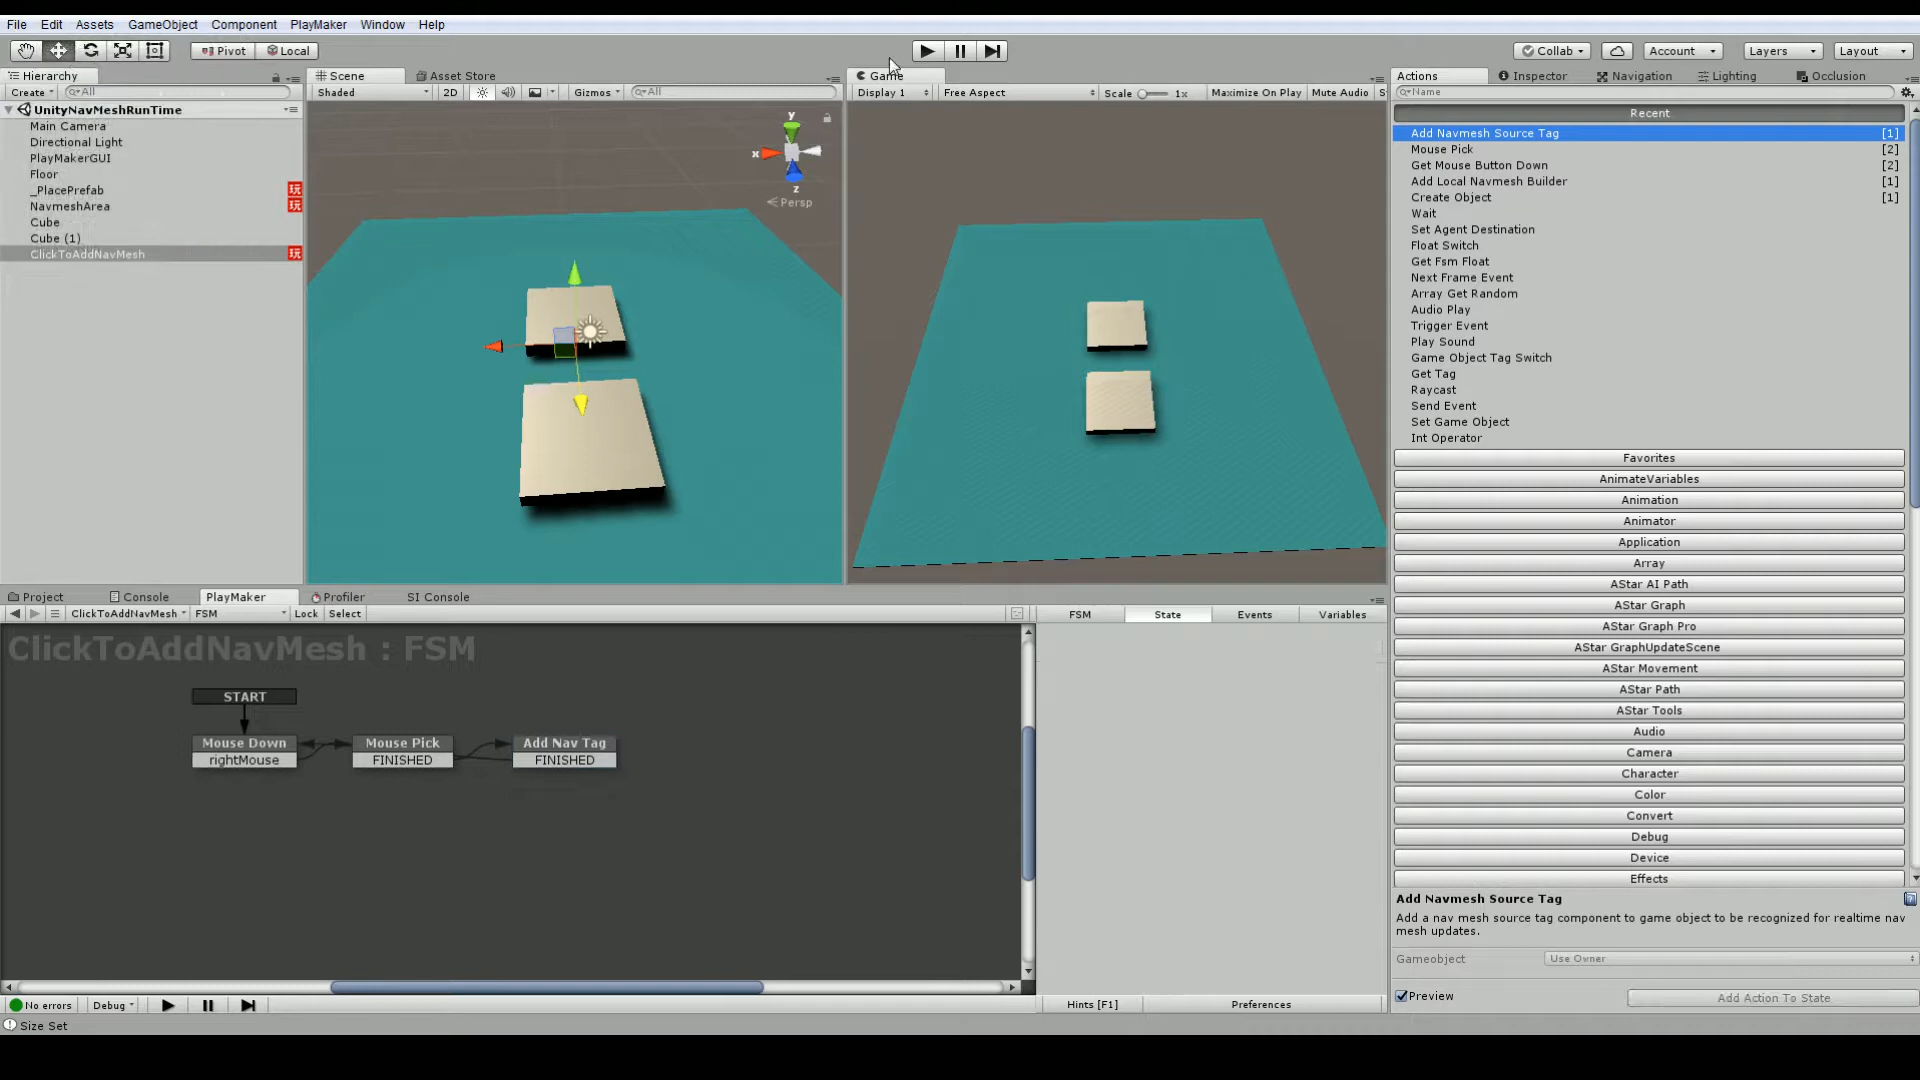 File Edit Assets GameObject Component PlayMaker Window Help
Pivot Local Collab Account Layers Layout
Hierarchy Scene Asset Store Game Actions Inspector Navigation Lighting Occlusion
Create All Shaded 2D Gizmos All Display 1 Free Aspect Scale 1x Maximize On Play Mute Audio S Name
UnityNavMeshRunTime
Main Camera
Directional Light
PlayMakerGUI
Floor
_PlacePrefab 玩
NavmeshArea 玩
Cube
Cube (1)
ClickToAddNavMesh 玩
y
x
z
Persp
Recent
Add Navmesh Source Tag [1]
Mouse Pick [2]
Get Mouse Button Down [2]
Add Local Navmesh Builder [1]
Create Object [1]
Wait
Set Agent Destination
Float Switch
Get Fsm Float
Next Frame Event
Array Get Random
Audio Play
Trigger Event
Play Sound
Game Object Tag Switch
Get Tag
Raycast
Send Event
Set Game Object
Int Operator
Favorites
AnimateVariables
Animation
Animator
Application
Array
AStar AI Path
AStar Graph
AStar Graph Pro
AStar GraphUpdateScene
AStar Movement
AStar Path
AStar Tools
Audio
Camera
Character
Color
Convert
Debug
Device
Effects
Add Navmesh Source Tag
Add a nav mesh source tag component to game object to be recognized for realtime nav
mesh updates.
Gameobject Use Owner
Preview Add Action To State
Project Console PlayMaker Profiler SI Console
ClickToAddNavMesh FSM Lock Select FSM State Events Variables
ClickToAddNavMesh : FSM
START
Mouse Down
rightMouse
Mouse Pick
FINISHED
Add Nav Tag
FINISHED
No errors Debug Hints [F1] Preferences
Size Set